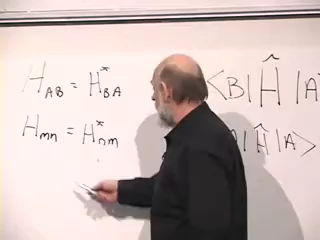 H_AB = H*_BA
<B|Ĥ|A
H_mn = H*_nm
|Ĥ|A>